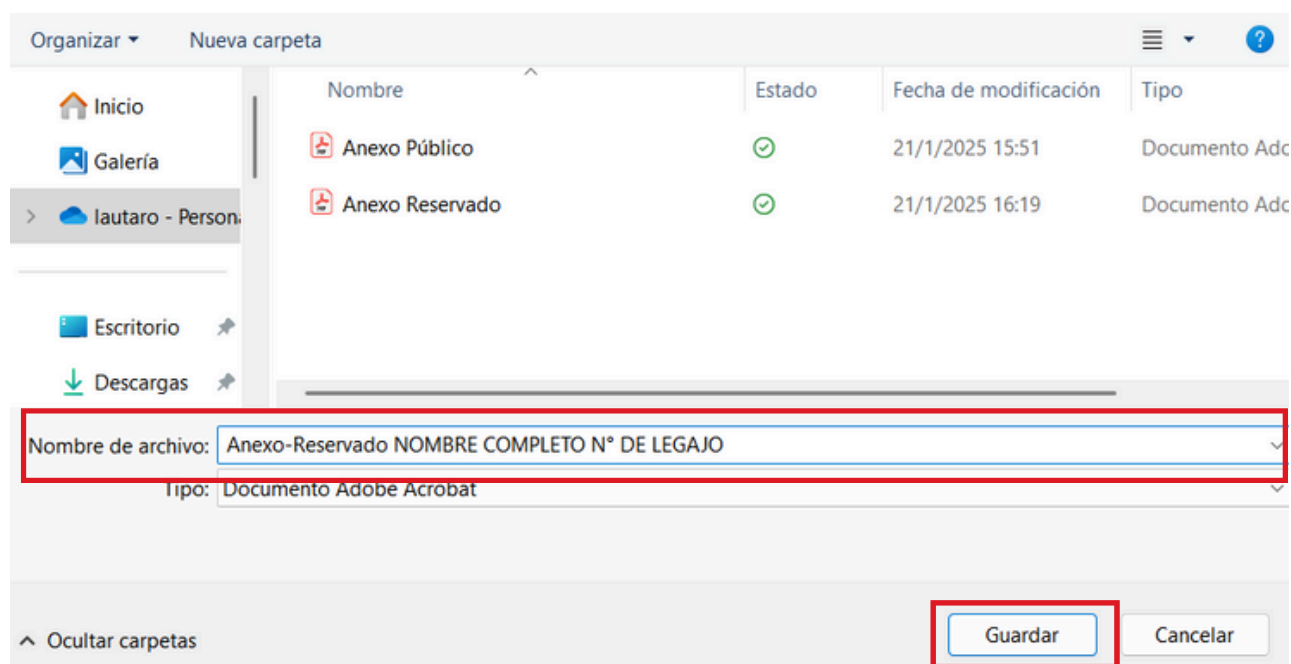 Organizar Nueva carpeta
Nombre Estado Fecha de modificación Tipo
Inicio
Galería
lautaro - Persona
Escritorio
Descargas
Anexo Público 21/1/2025 15:51 Documento Ado
Anexo Reservado 21/1/2025 16:19 Documento Ado
Nombre de archivo: Anexo-Reservado NOMBRE COMPLETO N° DE LEGAJO
Tipo: Documento Adobe Acrobat
Ocultar carpetas Guardar Cancelar